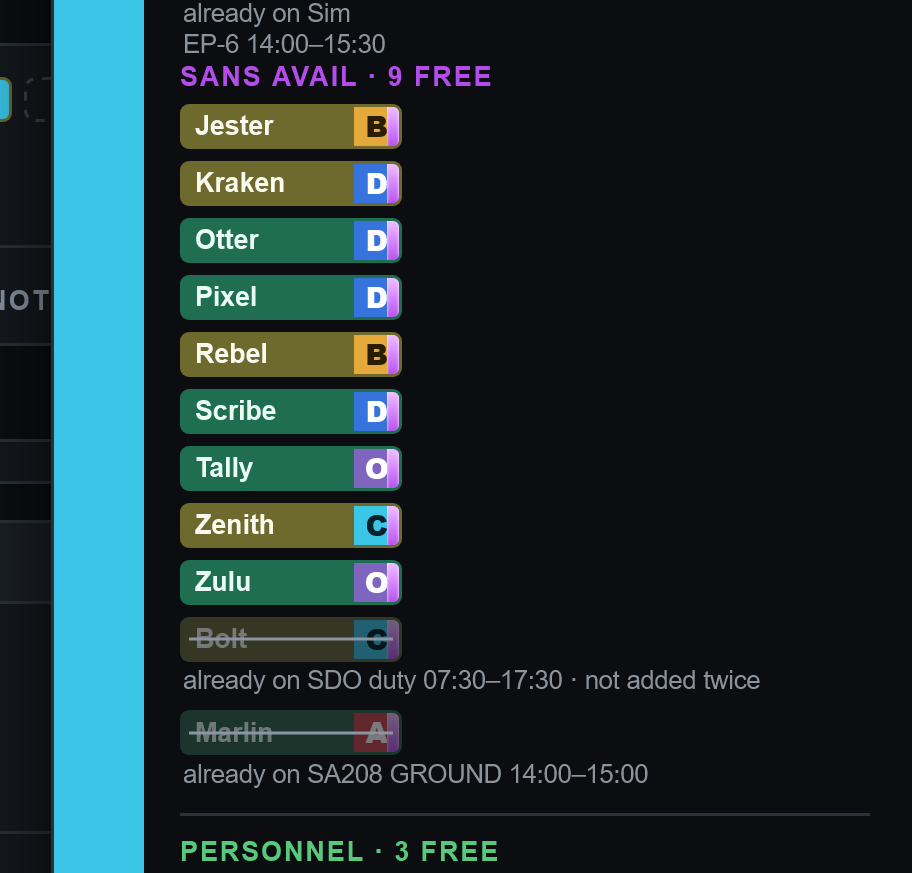 already on Sim
EP-6 14:00–15:30
SANS AVAIL · 9 FREE
Jester B
Kraken D
Otter D
Pixel D
NOT
Rebel B
Scribe D
Tally O
Zenith C
Zulu O
Bolt C
already on SDO duty 07:30–17:30 · not added twice
Marlin A
already on SA208 GROUND 14:00–15:00
PERSONNEL · 3 FREE